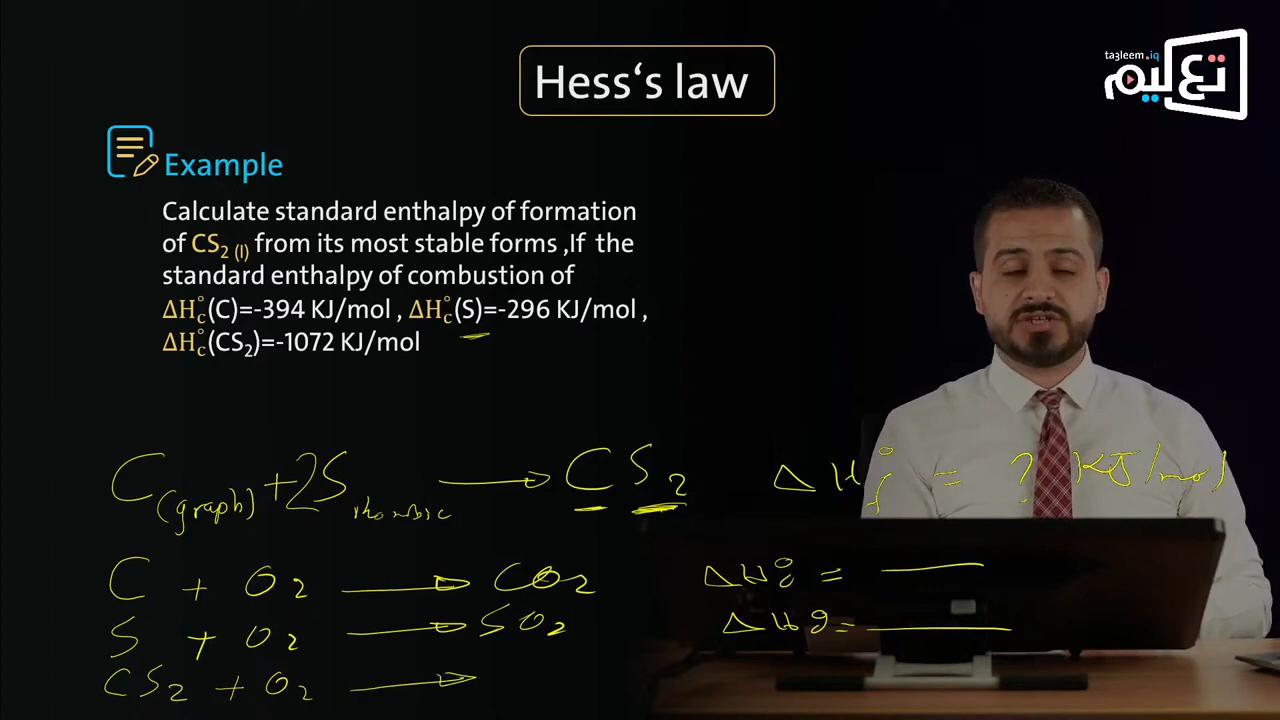 Hess‘s law
ta3leem.iq
تعليم
Example
Calculate standard enthalpy of formation
of CS₂ (l) from its most stable forms ,If the
standard enthalpy of combustion of
ΔH°c(C)=-394 KJ/mol , ΔH°c(S)=-296 KJ/mol ,
ΔH°c(CS₂)=-1072 KJ/mol
C(graph) + 2S rhombic → CS₂ ΔH°f = ? KJ/mol
C + O₂ → CO₂ ΔH°c =
S + O₂ → SO₂ ΔH°c =
CS₂ + O₂ →